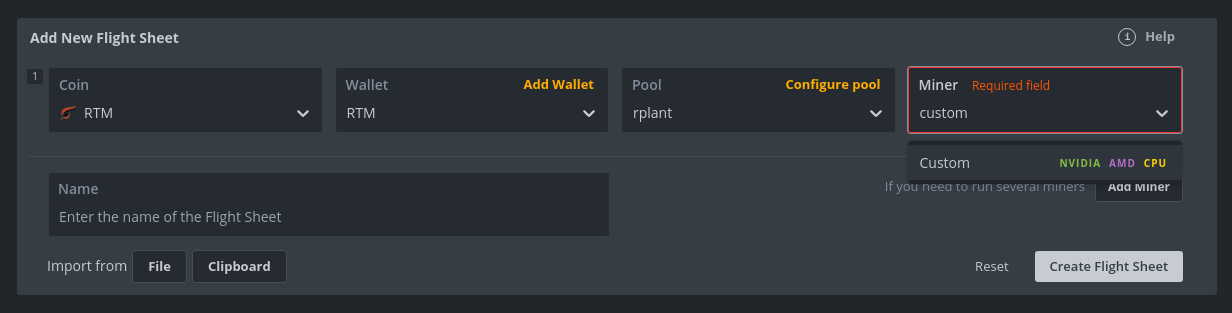 Add New Flight Sheet
i Help
1
Coin
RTM
Wallet Add Wallet
RTM
Pool Configure pool
rplant
Miner Required field
custom
Custom NVIDIA AMD CPU
Name
Enter the name of the Flight Sheet
If you need to run several miners Add Miner
Import from File Clipboard
Reset Create Flight Sheet